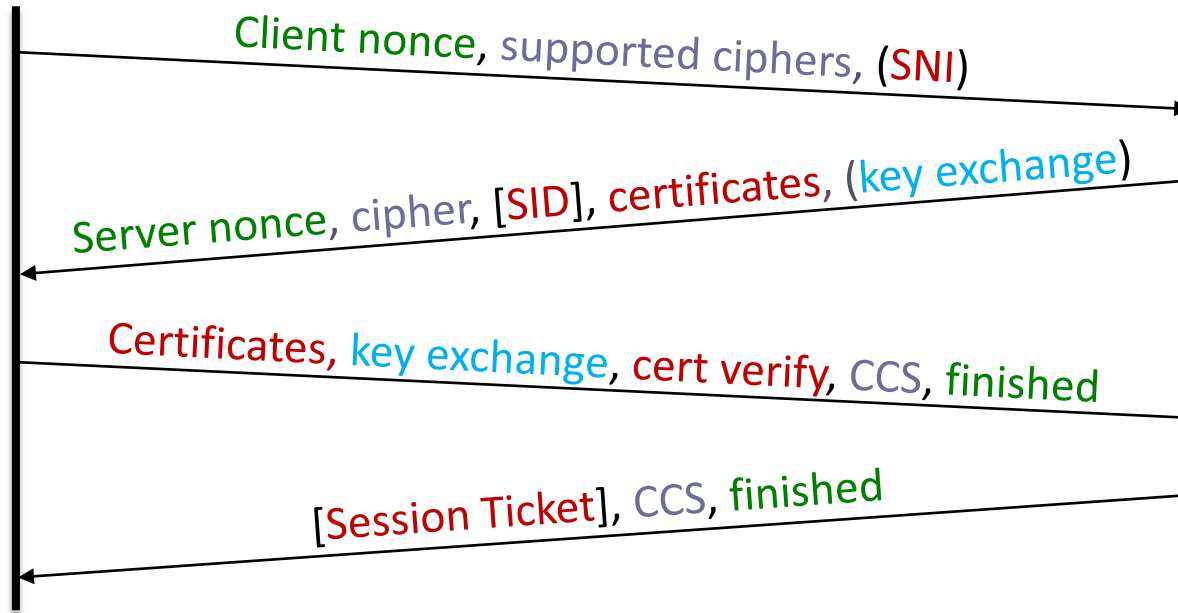 Client nonce, supported ciphers, (SNI)
Server nonce, cipher, [SID], certificates, (key exchange)
Certificates, key exchange, cert verify, CCS, finished
[Session Ticket], CCS, finished